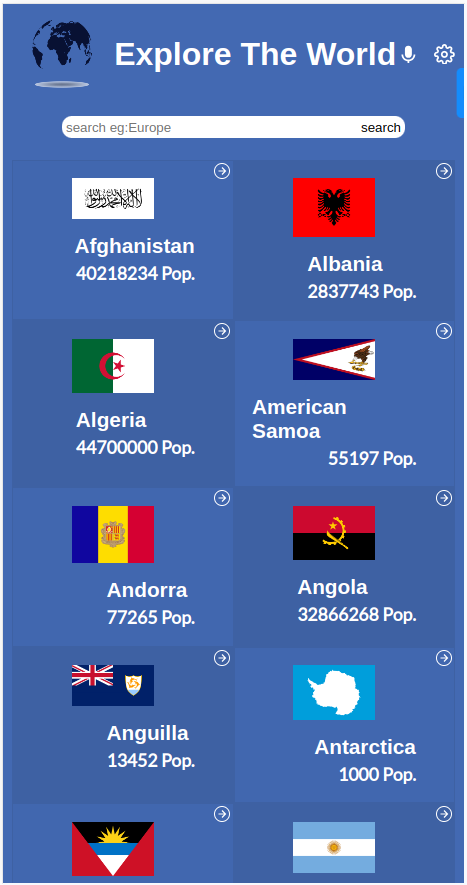 Explore The World
search eg:Europe search
Afghanistan
40218234 Pop.
Albania
2837743 Pop.
Algeria
44700000 Pop.
American
Samoa
55197 Pop.
Andorra
77265 Pop.
Angola
32866268 Pop.
Anguilla
13452 Pop.
Antarctica
1000 Pop.